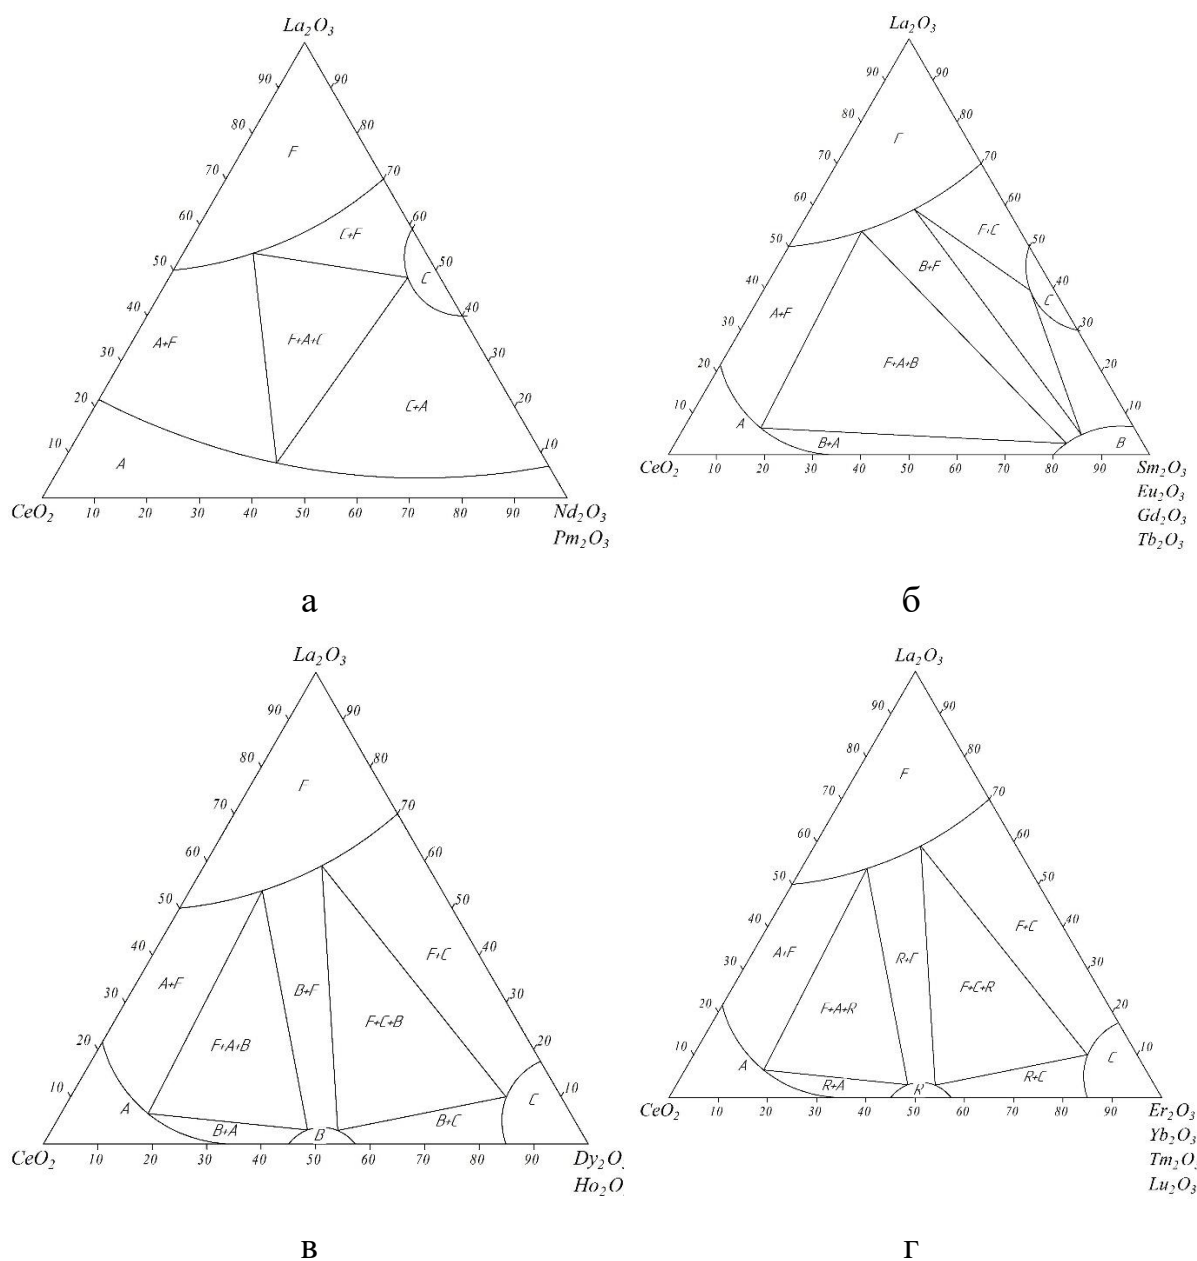 La₂O₃
90 90
80 80
F
70 70
60 60
C+F
50 50
C
40 40
A+F F+A+C
30 30
C+A
20 20
A
10 10
CeO₂ 10 20 30 40 50 60 70 80 90 Nd₂O₃
Pm₂O₃
а
La₂O₃
90 90
80 80
Г
70 70
60 60
F+C
50 50
B+F
40 40
A+F C
30 30
F+A+B
20 20
10 10
A B+A B
CeO₂ 10 20 30 40 50 60 70 80 90 Sm₂O₃
Eu₂O₃
Gd₂O₃
Tb₂O₃
б
La₂O₃
90 90
80 80
F
70 70
60 60
50 50
F+C
40 40
A+F B+F
30 30
F+A+B F+C+B
20 20
10 10
A B+A B B+C C
CeO₂ 10 20 30 40 50 60 70 80 90 Dy₂O
Ho₂O
в
La₂O₃
90 90
80 80
F
70 70
60 60
50 50
F+C
40 40
A+F R+Г
30 30
F+A+R F+C+R
20 20
10 10
A R+A R R+C C
CeO₂ 10 20 30 40 50 60 70 80 90 Er₂O₃
Yb₂O₃
Tm₂O
Lu₂O₃
г